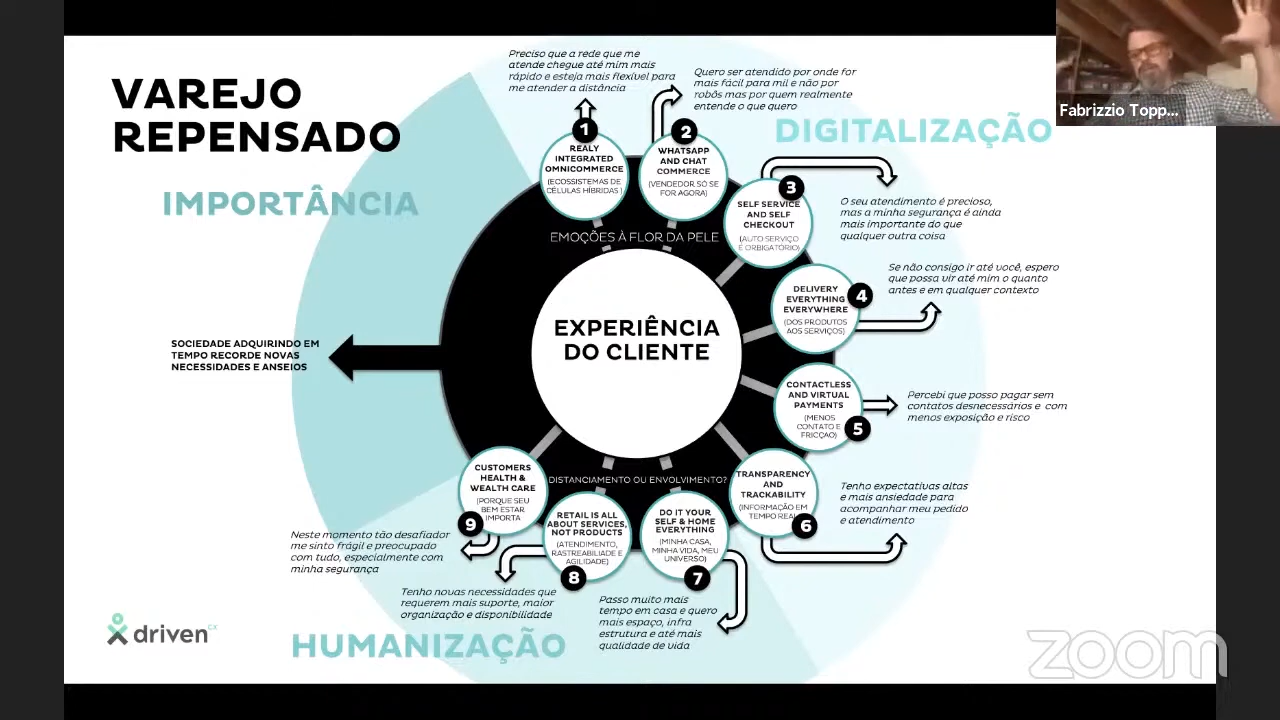 VAREJO
REPENSADO
IMPORTÂNCIA
DIGITALIZAÇÃO
HUMANIZAÇÃO
Fabrizzio Topp...
Preciso que a rede que me
atende chegue até mim mais
rápido e esteja mais flexível para
me atender a distância
Quero ser atendido por onde for
mais fácil para mil e não por
robôs mas por quem realmente
entende o que quero
1
REALY
INTEGRATED
OMNICOMMERCE
(ECOSSISTEMAS DE
CÉLULAS HÍBRIDAS )
2
WHATSAPP
AND CHAT
COMMERCE
(VENDEDOR SÓ SE
FOR AGORA)
3
SELF SERVICE
AND SELF
CHECKOUT
(AUTO SERVIÇO
É ORBIGATÓRIO)
O seu atendimento é precioso,
mas a minha segurança é ainda
mais importante do que
qualquer outra coisa
EMOÇÕES À FLOR DA PELE
4
DELIVERY
EVERYTHING
EVERYWHERE
(DOS PRODUTOS
AOS SERVIÇOS)
Se não consigo ir até você, espero
que possa vir até mim o quanto
antes e em qualquer contexto
EXPERIÊNCIA
DO CLIENTE
SOCIEDADE ADQUIRINDO EM
TEMPO RECORDE NOVAS
NECESSIDADES E ANSEIOS
CONTACTLESS
AND VIRTUAL
PAYMENTS
(MENOS
CONTATO E
FRICÇAO)
5
Percebi que posso pagar sem
contatos desnecessários e com
menos exposição e risco
TRANSPARENCY
AND
TRACKABILITY
(INFORMAÇÃO EM
TEMPO REAL)
6
Tenho expectativas altas
e mais ansiedade para
acompanhar meu pedido
e atendimento
DISTANCIAMENTO OU ENVOLVIMENTO?
DO IT YOUR
SELF & HOME
EVERYTHING
(MINHA CASA,
MINHA VIDA, MEU
UNIVERSO)
7
Passo muito mais
tempo em casa e quero
mais espaço, infra
estrutura e até mais
qualidade de vida
RETAIL IS ALL
ABOUT SERVICES,
NOT PRODUCTS
(ATENDIMENTO,
RASTREABILIADE E
AGILIDADE)
8
Tenho novas necessidades que
requerem mais suporte, maior
organização e disponibilidade
CUSTOMERS
HEALTH &
WEALTH CARE
(PORQUE SEU
BEM ESTAR
IMPORTA
9
Neste momento tão desafiador
me sinto frágil e preocupado
com tudo, especialmente com
minha segurança
driven CX
zoom